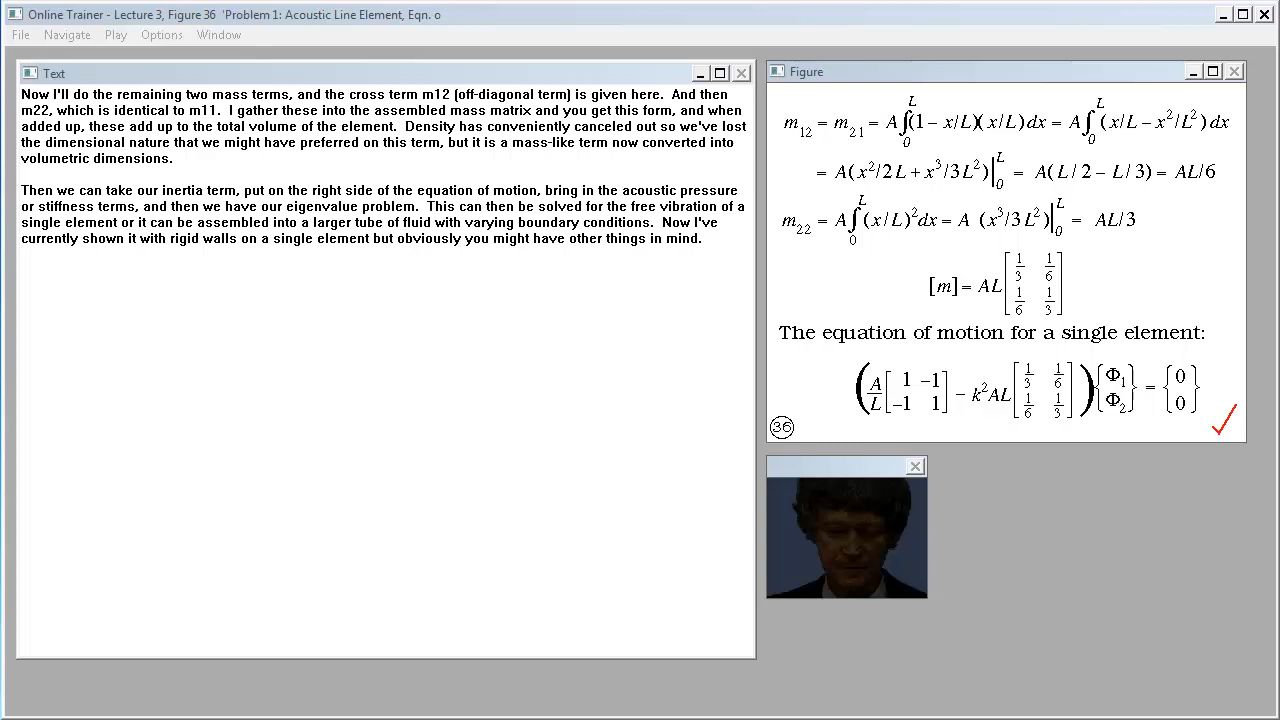 Online Trainer - Lecture 3, Figure 36 'Problem 1: Acoustic Line Element, Eqn. o
File Navigate Play Options Window
Text
Now I'll do the remaining two mass terms, and the cross term m12 (off-diagonal term) is given here. And then
m22, which is identical to m11. I gather these into the assembled mass matrix and you get this form, and when
added up, these add up to the total volume of the element. Density has conveniently canceled out so we've lost
the dimensional nature that we might have preferred on this term, but it is a mass-like term now converted into
volumetric dimensions.
Then we can take our inertia term, put on the right side of the equation of motion, bring in the acoustic pressure
or stiffness terms, and then we have our eigenvalue problem. This can then be solved for the free vibration of a
single element or it can be assembled into a larger tube of fluid with varying boundary conditions. Now I've
currently shown it with rigid walls on a single element but obviously you might have other things in mind.
Figure
m₁₂ = m₂₁ = A∫₀ᴸ(1 − x/L)(x/L)dx = A∫₀ᴸ(x/L − x²/L²)dx
= A(x²/2L + x³/3L²)|₀ᴸ = A(L/2 − L/3) = AL/6
m₂₂ = A∫₀ᴸ(x/L)²dx = A (x³/3L²)|₀ᴸ = AL/3
[m] = AL [1/3 1/6; 1/6 1/3]
The equation of motion for a single element:
(A/L [1 −1; −1 1] − k²AL [1/3 1/6; 1/6 1/3]) {Φ₁; Φ₂} = {0; 0}
36